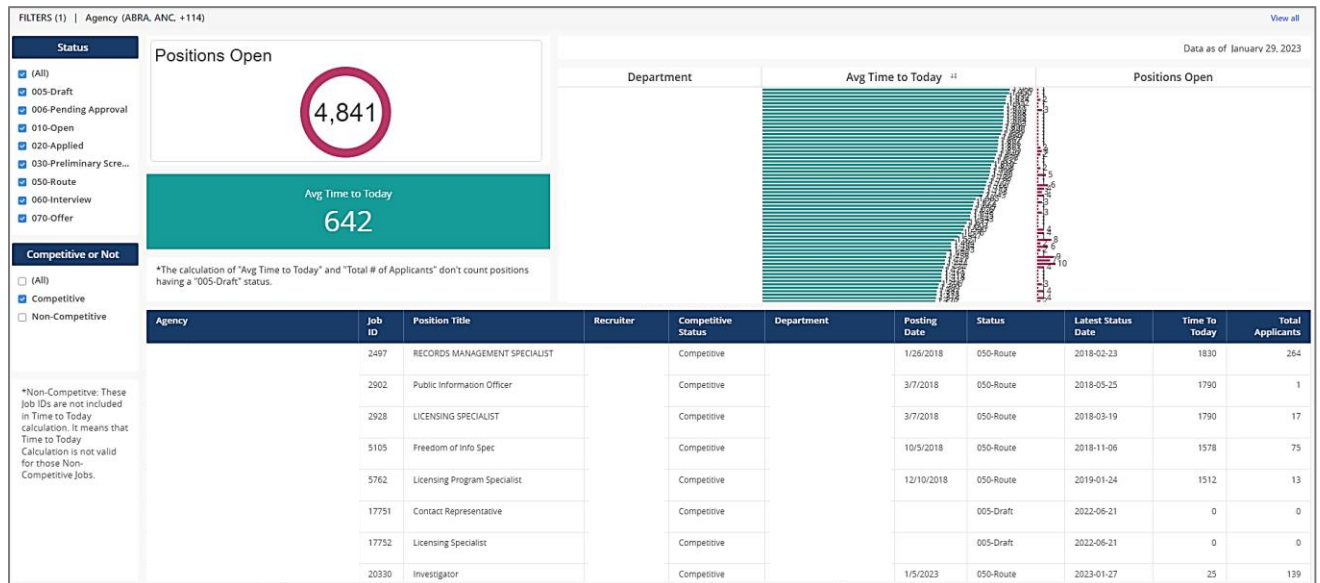 FILTERS (1) | Agency (ABRA, ANC, +114)
View all
Status
(All)
005-Draft
006-Pending Approval
010-Open
020-Applied
030-Preliminary Scre...
050-Route
060-Interview
070-Offer
Competitive or Not
(All)
Competitive
Non-Competitive
*Non-Competitve: These
Job IDs are not included
in Time to Today
calculation. It means that
Time to Today
Calculation is not valid
for those Non-
Competitive Jobs.
Positions Open
4,841
Avg Time to Today
642
*The calculation of "Avg Time to Today" and "Total # of Applicants" don't count positions
having a "005-Draft" status.
Data as of January 29, 2023
Department Avg Time to Today Positions Open
2
3
2
5
3
3
8
6
9
10
3
4
Agency Job ID Position Title Recruiter Competitive Status Department Posting Date Status Latest Status Date Time To Today Total Applicants
2497 RECORDS MANAGEMENT SPECIALIST Competitive 1/26/2018 050-Route 2018-02-23 1830 264
2902 Public Information Officer Competitive 3/7/2018 050-Route 2018-05-25 1790 1
2928 LICENSING SPECIALIST Competitive 3/7/2018 050-Route 2018-03-19 1790 17
5105 Freedom of Info Spec Competitive 10/5/2018 050-Route 2018-11-06 1578 75
5762 Licensing Program Specialist Competitive 12/10/2018 050-Route 2019-01-24 1512 13
17751 Contact Representative Competitive 005-Draft 2022-06-21 0 0
17752 Licensing Specialist Competitive 005-Draft 2022-06-21 0 0
20330 Investigator Competitive 1/5/2023 050-Route 2023-01-27 25 139